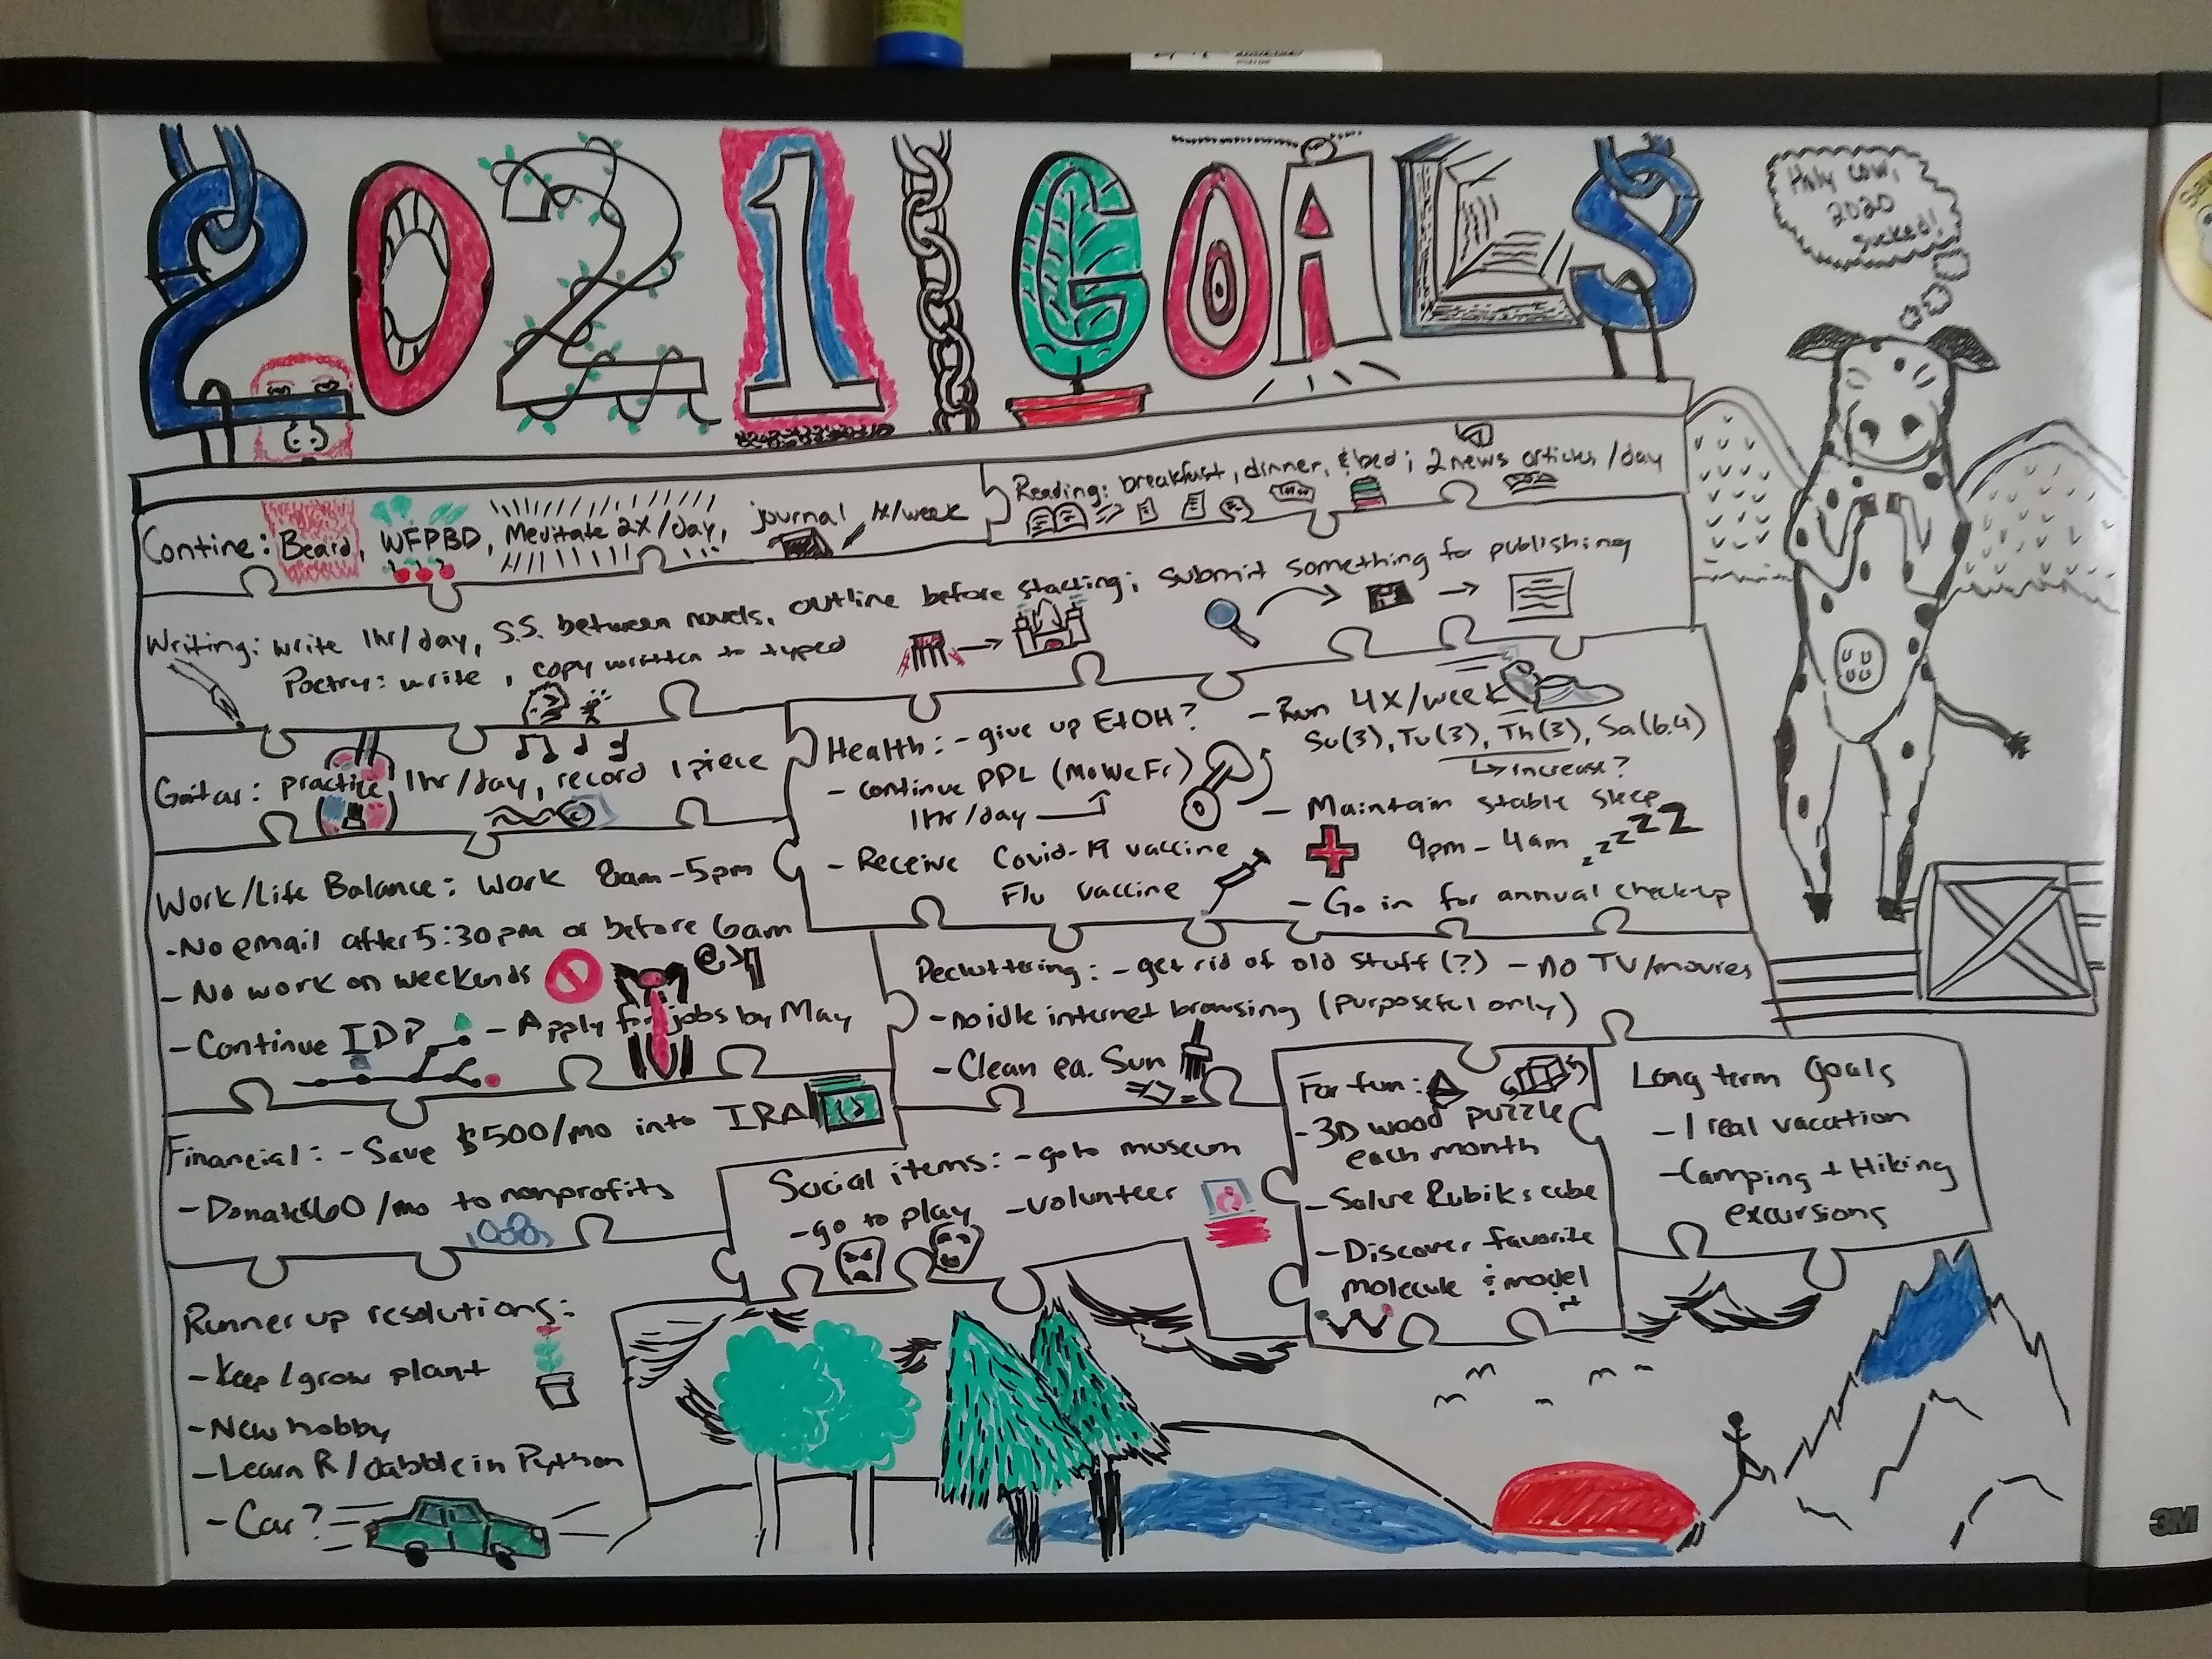 2021 GOALS
Holy cow,
2020
sucked!
Contine: Beard, WFPBD, Meditate 2X/day, journal 1x/week
Reading: breakfast, dinner, & bed; 2 news articles/day
Writing: write 1hr/day, S.S. between novels, outline before starting; submit something for publishing
Poetry: write, copy written to typed
Guitar: practice 1hr/day, record 1 piece
Health: - give up EtOH?
- continue PPL (MoWeFr)
1hr/day
- Receive Covid-19 vaccine
Flu vaccine
- Run 4X/week
Su(3), Tu(3), Th(3), Sa(6.4)
↳ increase?
- Maintain stable sleep
9pm - 4am zzzZZ
- Go in for annual check-up
Work/Life Balance: Work 8am-5pm
- No email after 5:30pm or before 6am
- No work on weekends
- Continue IDP - Apply for jobs by May
Decluttering: - get rid of old stuff (?) - no TV/movies
- no idle internet browsing (purposeful only)
- Clean ea. Sun
Financial: - Save $500/mo into IRA
- Donate $60/mo to nonprofits
Social items: - go to museum
- go to play - volunteer
For fun:
- 3D wood puzzle
each month
- Solve Rubik's cube
- Discover favorite
molecule & model
it
Long term goals
- 1 real vacation
- Camping + Hiking
excursions
Runner up resolutions:
- Keep/grow plant
- New hobby
- Learn R/dabble in Python
- Car?
3M